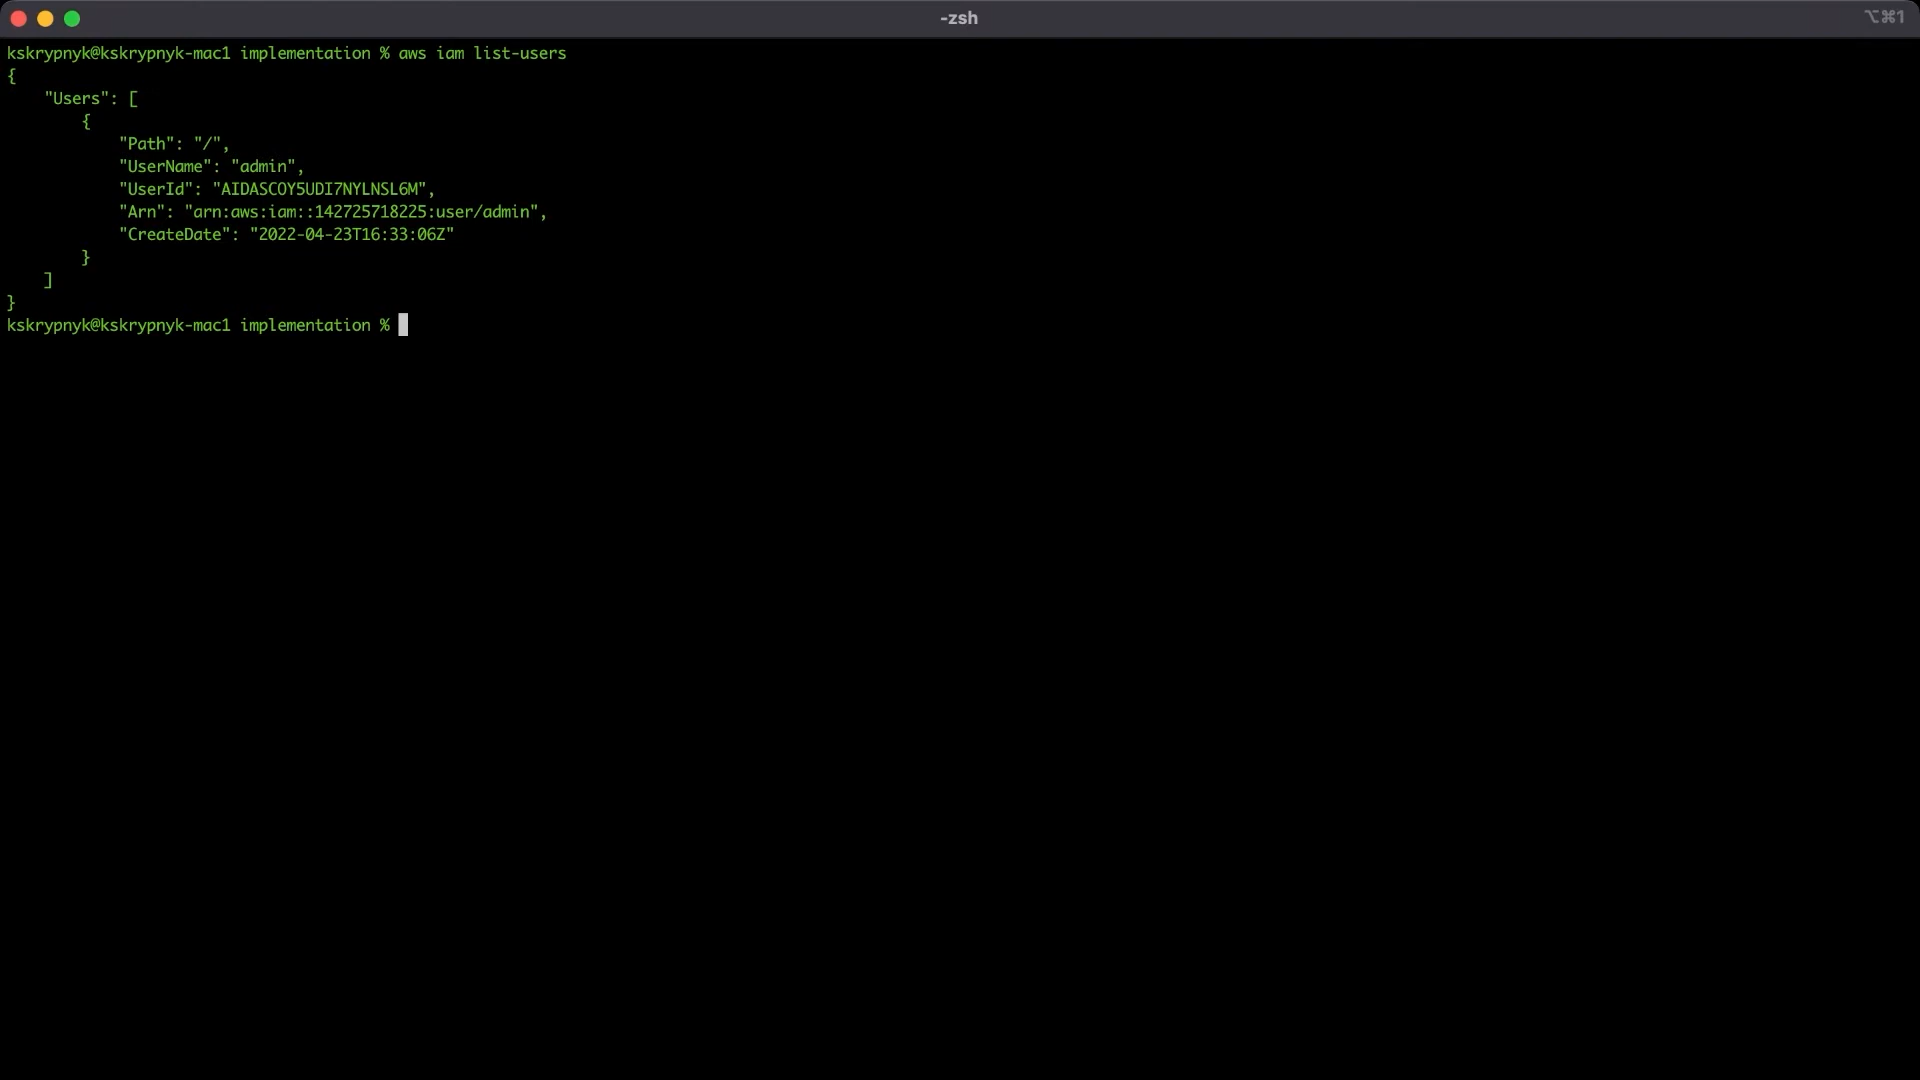 -zsh
⌥⌘1
kskrypnyk@kskrypnyk-mac1 implementation % aws iam list-users
{
    "Users": [
        {
            "Path": "/",
            "UserName": "admin",
            "UserId": "AIDASCOY5UDI7NYLNSL6M",
            "Arn": "arn:aws:iam::142725718225:user/admin",
            "CreateDate": "2022-04-23T16:33:06Z"
        }
    ]
}
kskrypnyk@kskrypnyk-mac1 implementation %